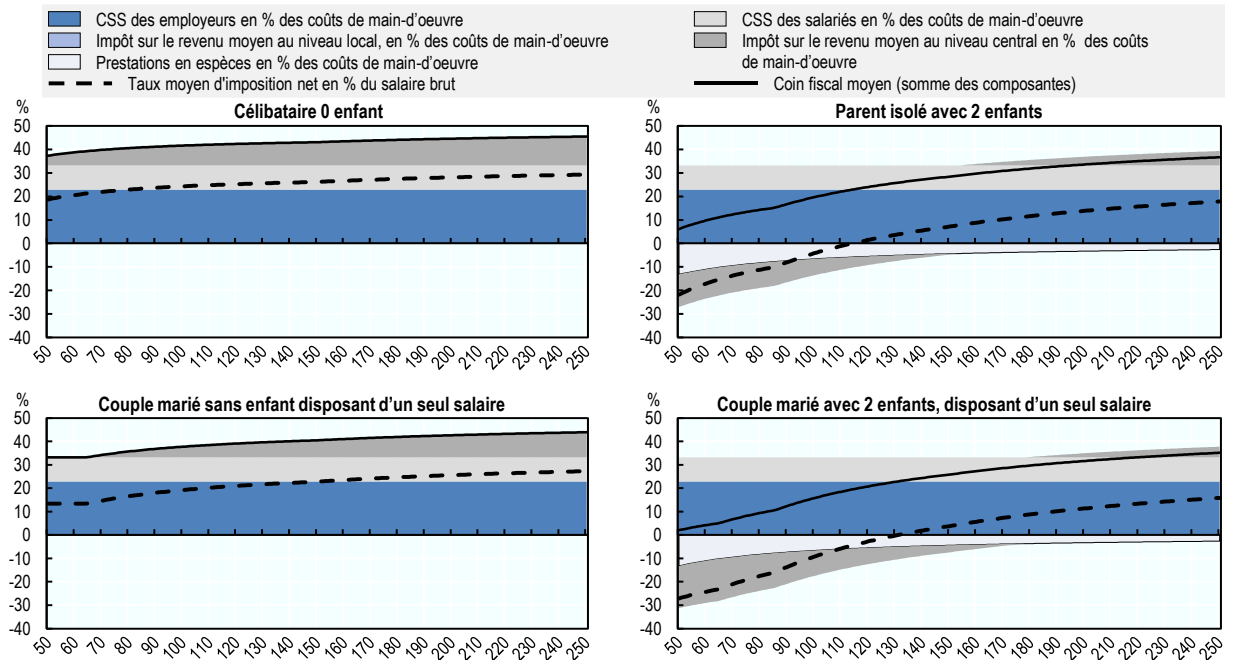 CSS des employeurs en % des coûts de main-d'oeuvre
CSS des salariés en % des coûts de main-d'oeuvre
Impôt sur le revenu moyen au niveau local, en % des coûts de main-d'oeuvre
Impôt sur le revenu moyen au niveau central en % des coûts
de main-d'oeuvre
Prestations en espèces en % des coûts de main-d'oeuvre
Taux moyen d'imposition net en % du salaire brut
Coin fiscal moyen (somme des composantes)
%
Célibataire 0 enfant
50
40
30
20
10
0
-10
-20
-30
-40
50 60 70 80 90 100 110 120 130 140 150 160 170 180 190 200 210 220 230 240 250
%
Parent isolé avec 2 enfants
50
40
30
20
10
0
-10
-20
-30
-40
50 60 70 80 90 100 110 120 130 140 150 160 170 180 190 200 210 220 230 240 250
%
Couple marié sans enfant disposant d'un seul salaire
50
40
30
20
10
0
-10
-20
-30
-40
50 60 70 80 90 100 110 120 130 140 150 160 170 180 190 200 210 220 230 240 250
%
Couple marié avec 2 enfants, disposant d'un seul salaire
50
40
30
20
10
0
-10
-20
-30
-40
50 60 70 80 90 100 110 120 130 140 150 160 170 180 190 200 210 220 230 240 250